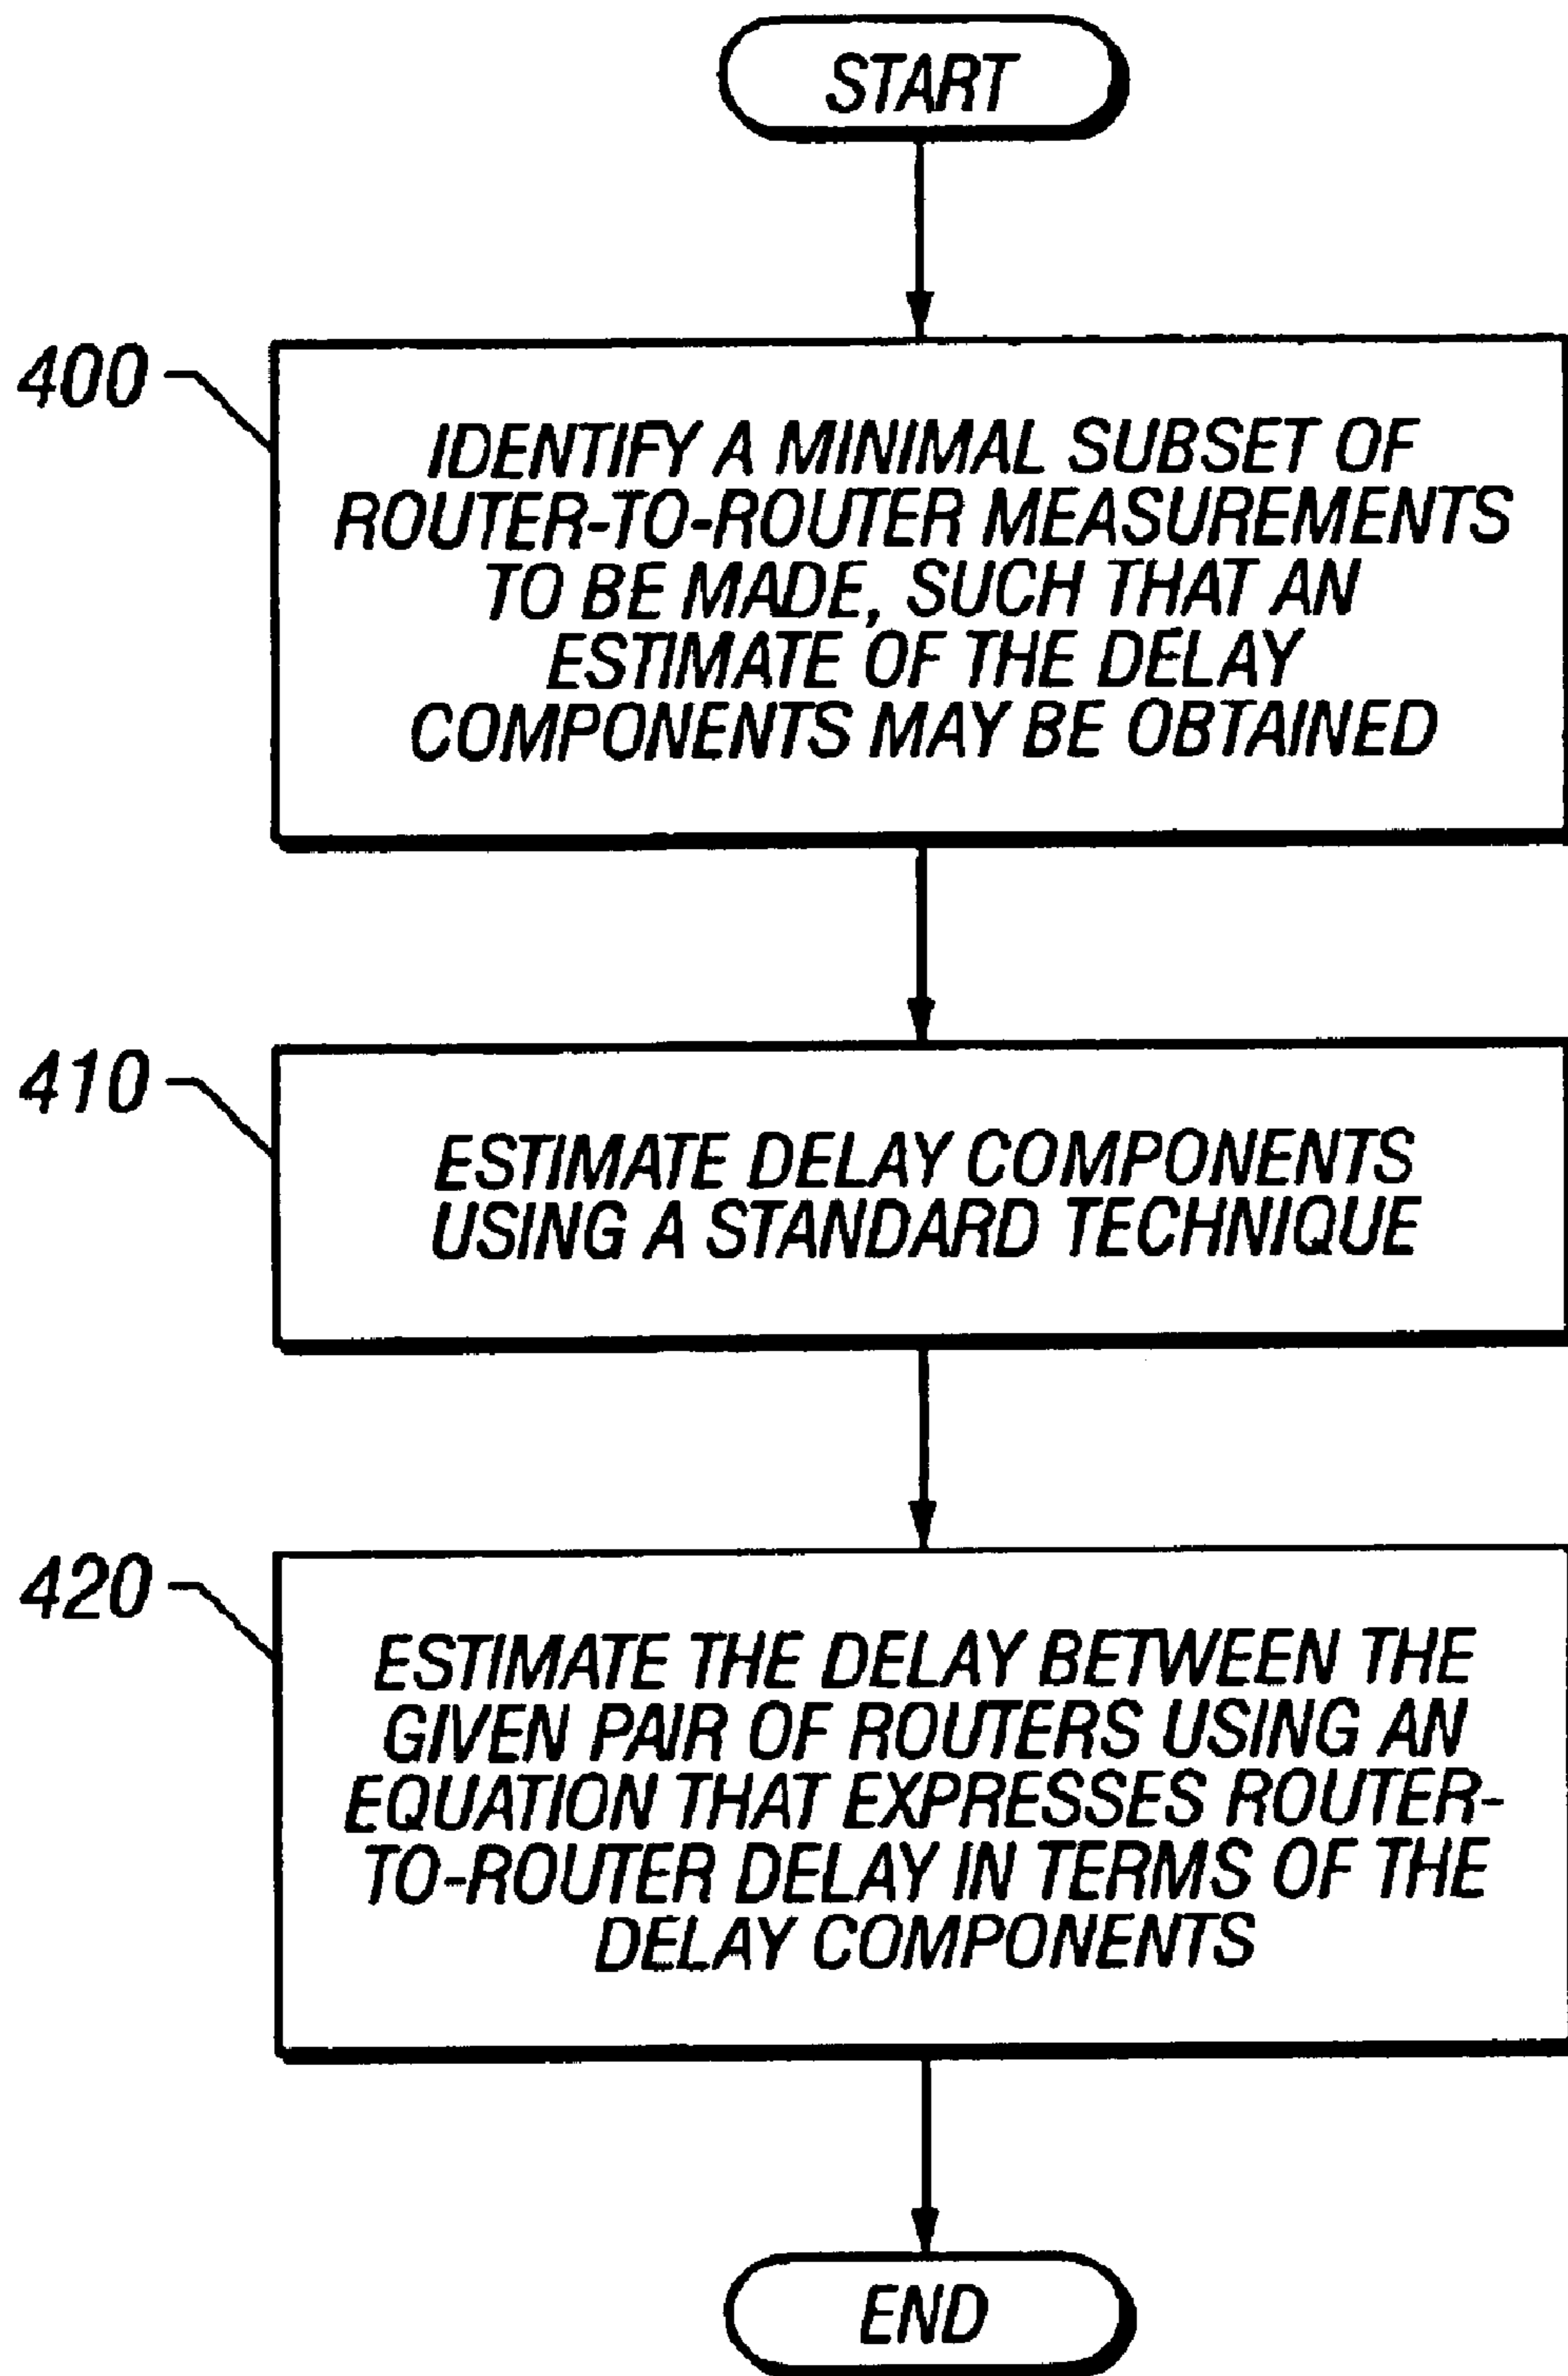 START
400
IDENTIFY A MINIMAL SUBSET OF
ROUTER-TO-ROUTER MEASUREMENTS
TO BE MADE, SUCH THAT AN
ESTIMATE OF THE DELAY
COMPONENTS MAY BE OBTAINED
410
ESTIMATE DELAY COMPONENTS
USING A STANDARD TECHNIQUE
420
ESTIMATE THE DELAY BETWEEN THE
GIVEN PAIR OF ROUTERS USING AN
EQUATION THAT EXPRESSES ROUTER-
TO-ROUTER DELAY IN TERMS OF THE
DELAY COMPONENTS
END